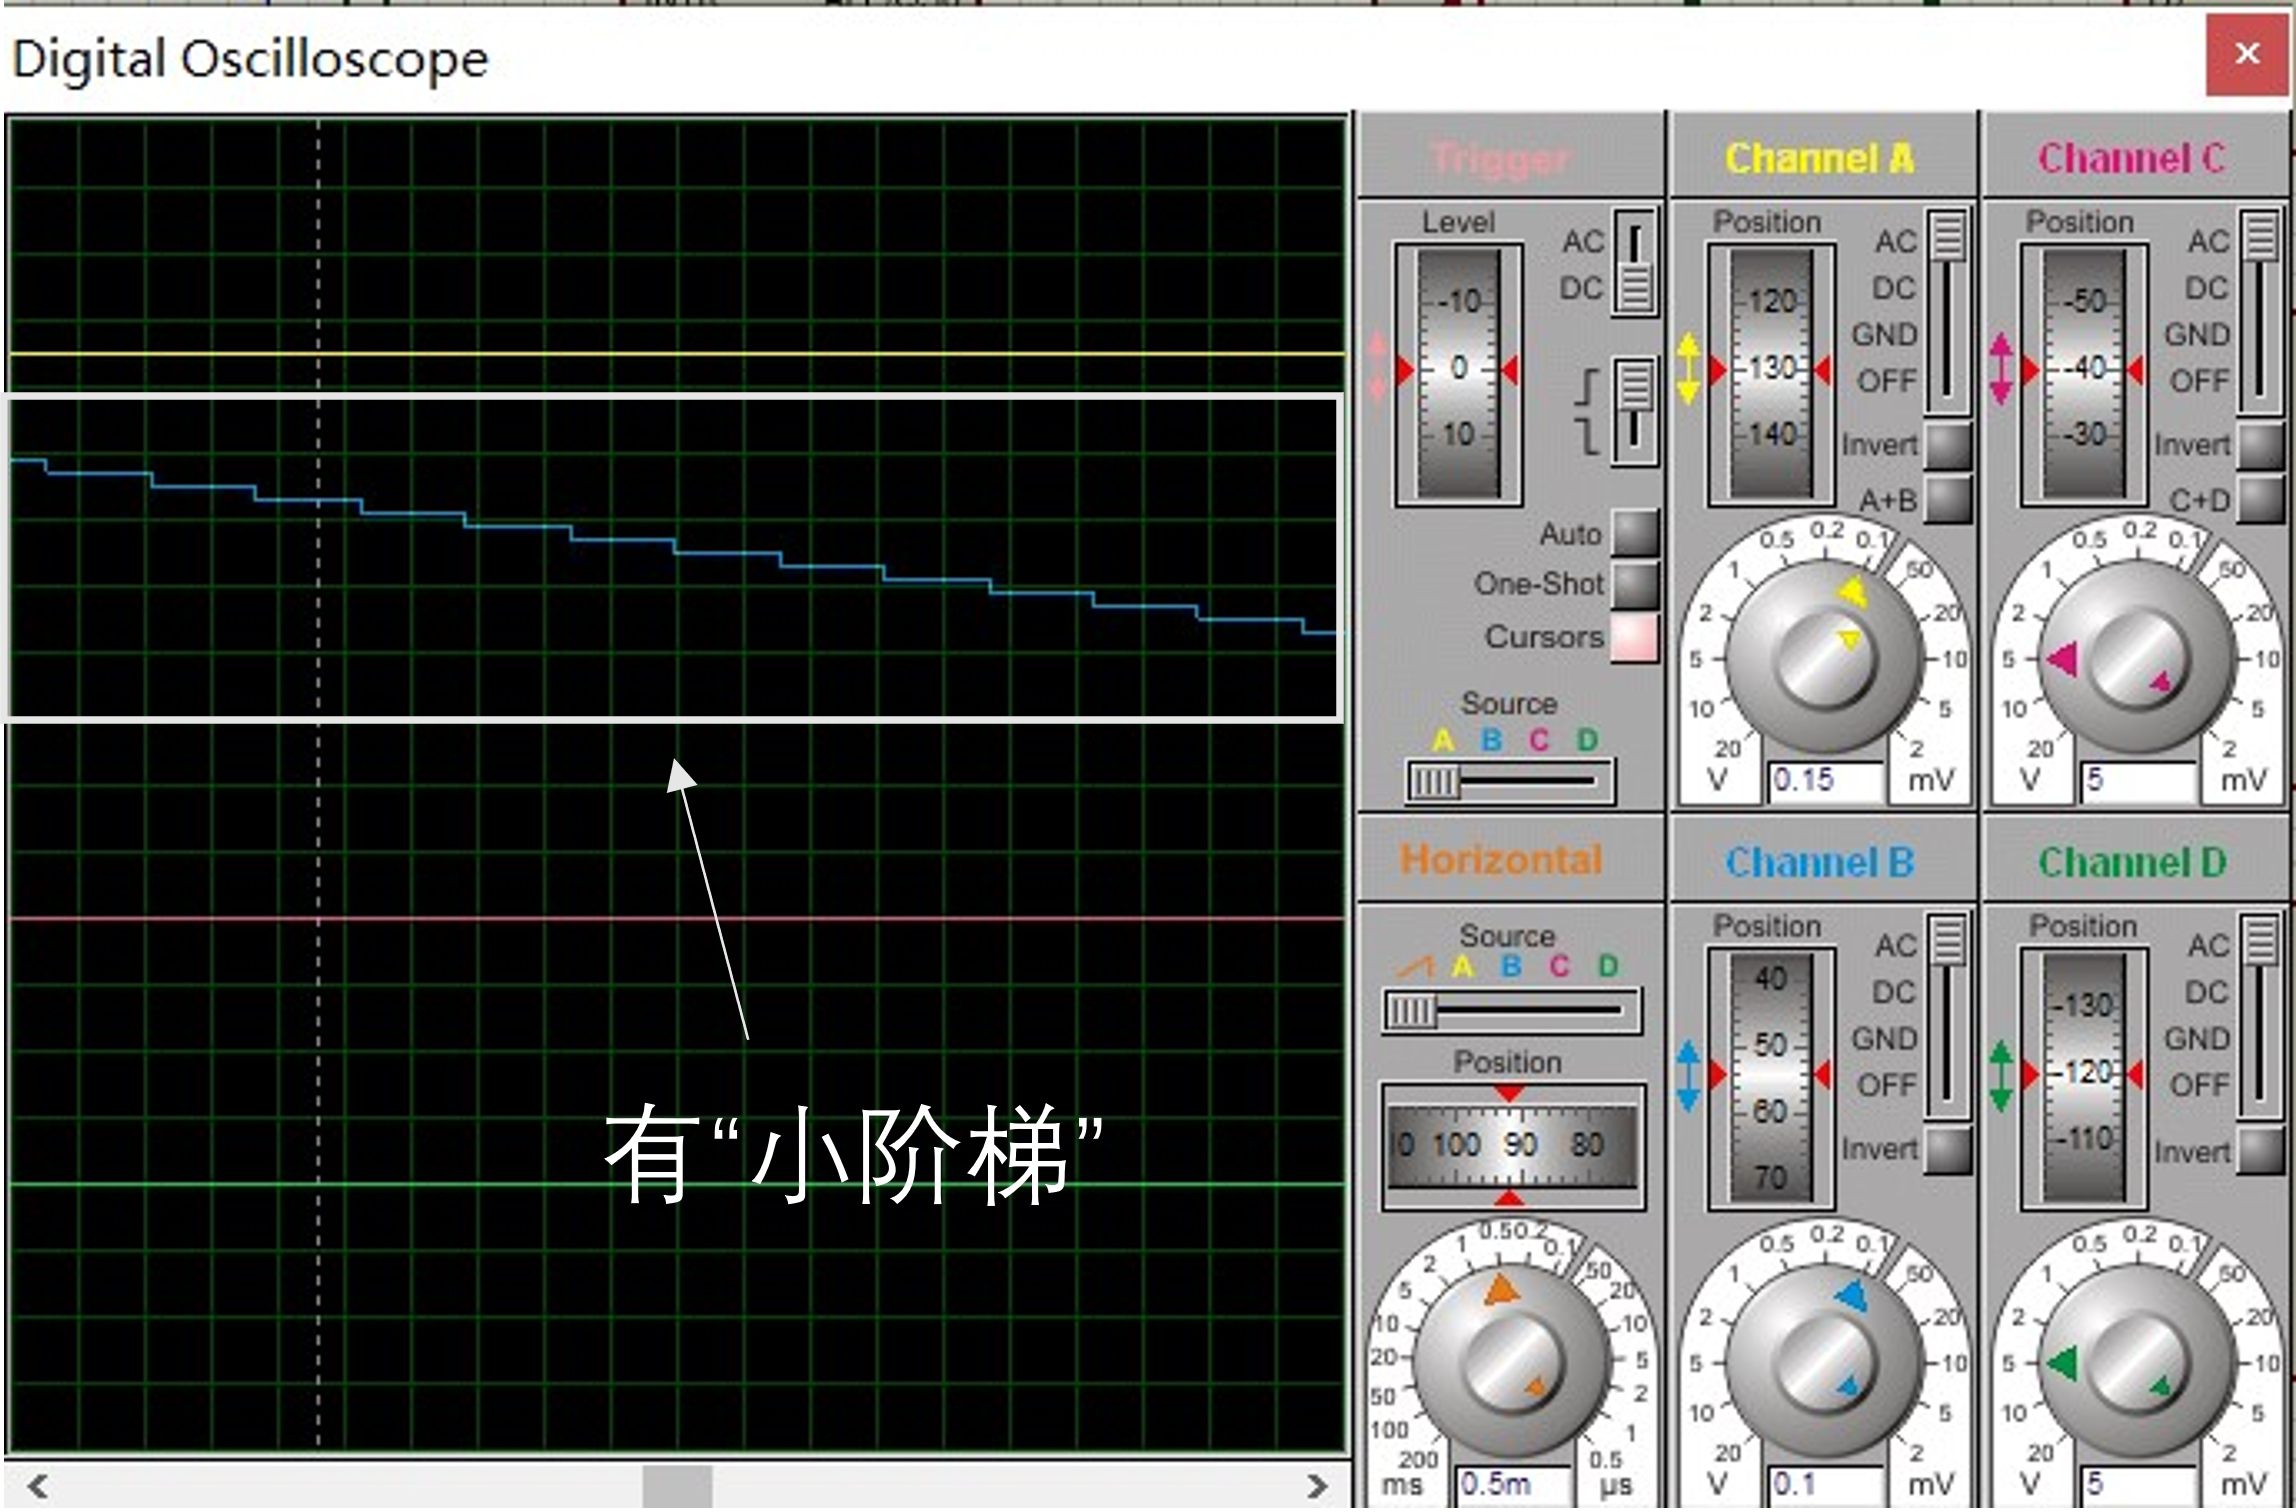 Digital Oscilloscope
×
Trigger
Level
-10
0
10
AC
DC
Auto
One-Shot
Cursors
Source
A B C D
Channel A
Position
120
130
140
AC
DC
GND
OFF
Invert
A+B
20 10 5 2 1 0.5 0.2 0.1 50 20 10 5 2
V 0.15 mV
Channel C
Position
-50
-40
-30
AC
DC
GND
OFF
Invert
C+D
20 10 5 2 1 0.5 0.2 0.1 50 20 10 5 2
V 5 mV
Horizontal
Source
A B C D
Position
100 90 80
200 100 50 20 10 5 2 1 0.5 0.2 0.1 50 20 10 5 2 1 0.5
ms 0.5m µs
Channel B
Position
40
50
60
70
AC
DC
GND
OFF
Invert
20 10 5 2 1 0.5 0.2 0.1 50 20 10 5 2
V 0.1 mV
Channel D
Position
-130
-120
-110
AC
DC
GND
OFF
Invert
20 10 5 2 1 0.5 0.2 0.1 50 20 10 5 2
V 5 mV
有“小阶梯”